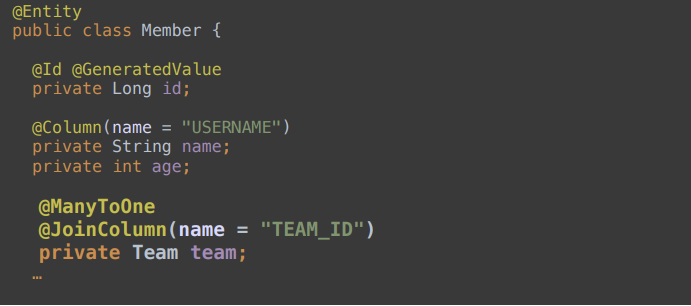 @Entity
public class Member {
@Id @GeneratedValue
private Long id;
@Column(name = "USERNAME")
private String name;
private int age;
@ManyToOne
@JoinColumn(name = "TEAM_ID")
private Team team;
…